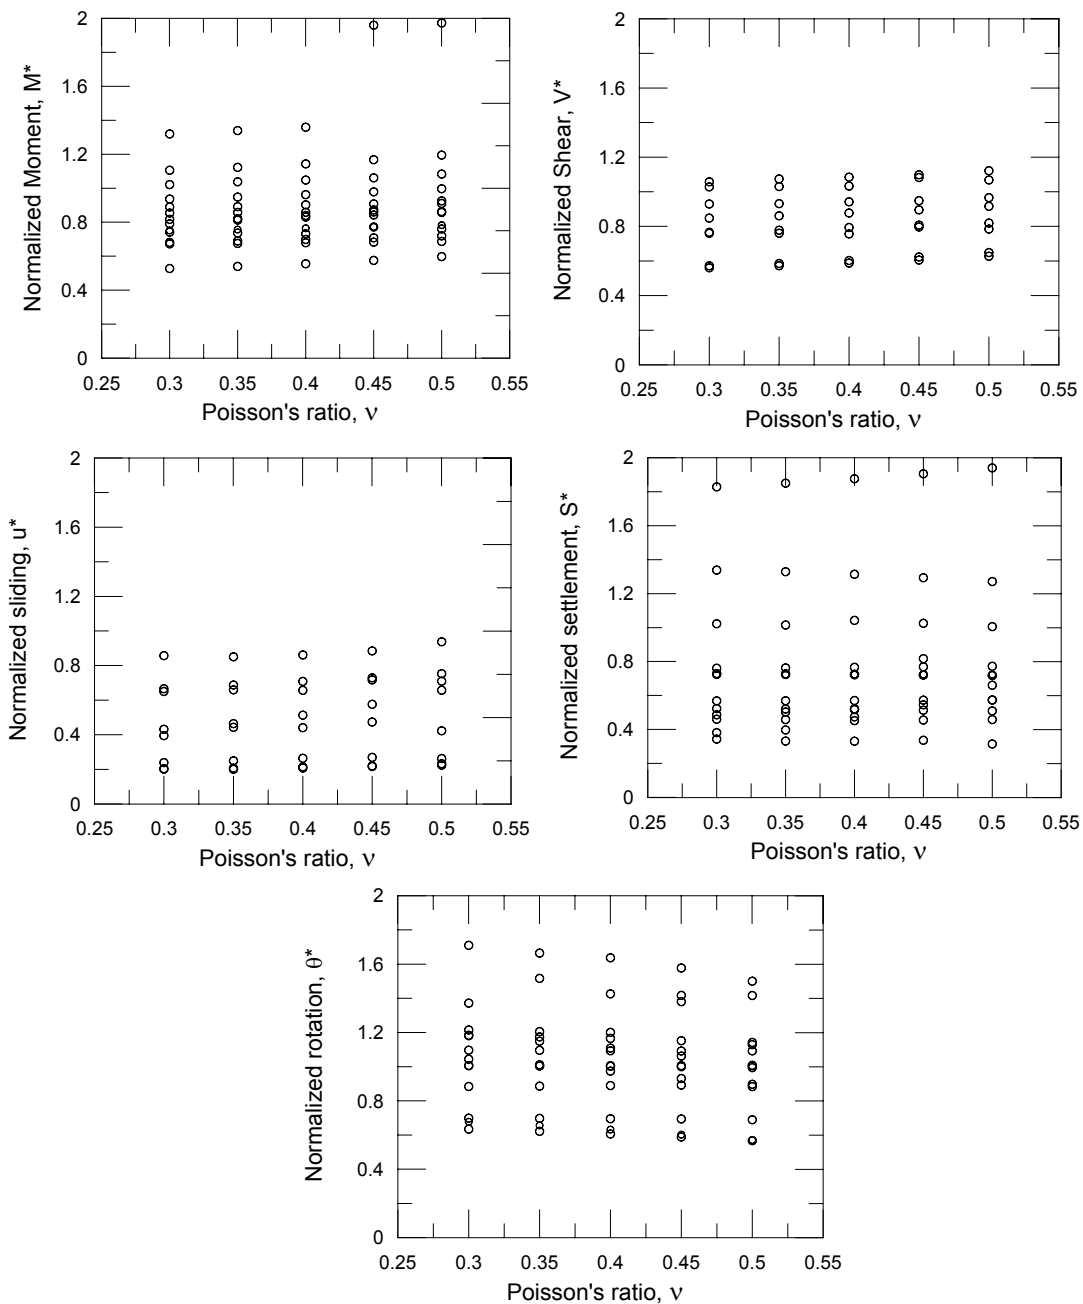 Normalized Moment, M*
2
1.6
1.2
0.8
0.4
0
0.25 0.3 0.35 0.4 0.45 0.5 0.55
Poisson's ratio, ν
Normalized Shear, V*
2
1.6
1.2
0.8
0.4
0
0.25 0.3 0.35 0.4 0.45 0.5 0.55
Poisson's ratio, ν
Normalized sliding, u*
2
1.6
1.2
0.8
0.4
0
0.25 0.3 0.35 0.4 0.45 0.5 0.55
Poisson's ratio, ν
Normalized settlement, S*
2
1.6
1.2
0.8
0.4
0
0.25 0.3 0.35 0.4 0.45 0.5 0.55
Poisson's ratio, ν
Normalized rotation, θ*
2
1.6
1.2
0.8
0.4
0
0.25 0.3 0.35 0.4 0.45 0.5 0.55
Poisson's ratio, ν